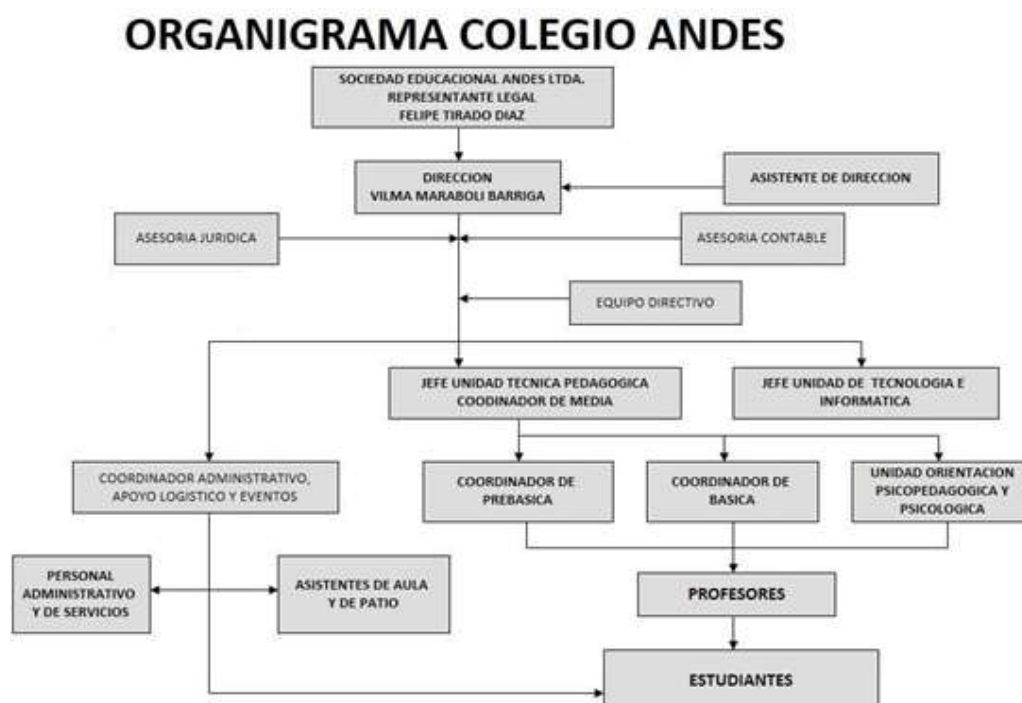 ORGANIGRAMA COLEGIO ANDES
SOCIEDAD EDUCACIONAL ANDES LTDA.
REPRESENTANTE LEGAL
FELIPE TIRADO DIAZ
DIRECCION
VILMA MARABOLI BARRIGA
ASISTENTE DE DIRECCION
ASESORIA JURIDICA
ASESORIA CONTABLE
EQUIPO DIRECTIVO
JEFE UNIDAD TECNICA PEDAGOGICA
COODINADOR DE MEDIA
JEFE UNIDAD DE TECNOLOGIA E
INFORMATICA
COORDINADOR ADMINISTRATIVO,
APOYO LOGISTICO Y EVENTOS
COORDINADOR DE
PREBASICA
COORDINADOR DE
BASICA
UNIDAD ORIENTACION
PSICOPEDAGOGICA Y
PSICOLOGICA
PERSONAL
ADMINISTRATIVO
Y DE SERVICIOS
ASISTENTES DE AULA
Y DE PATIO
PROFESORES
ESTUDIANTES